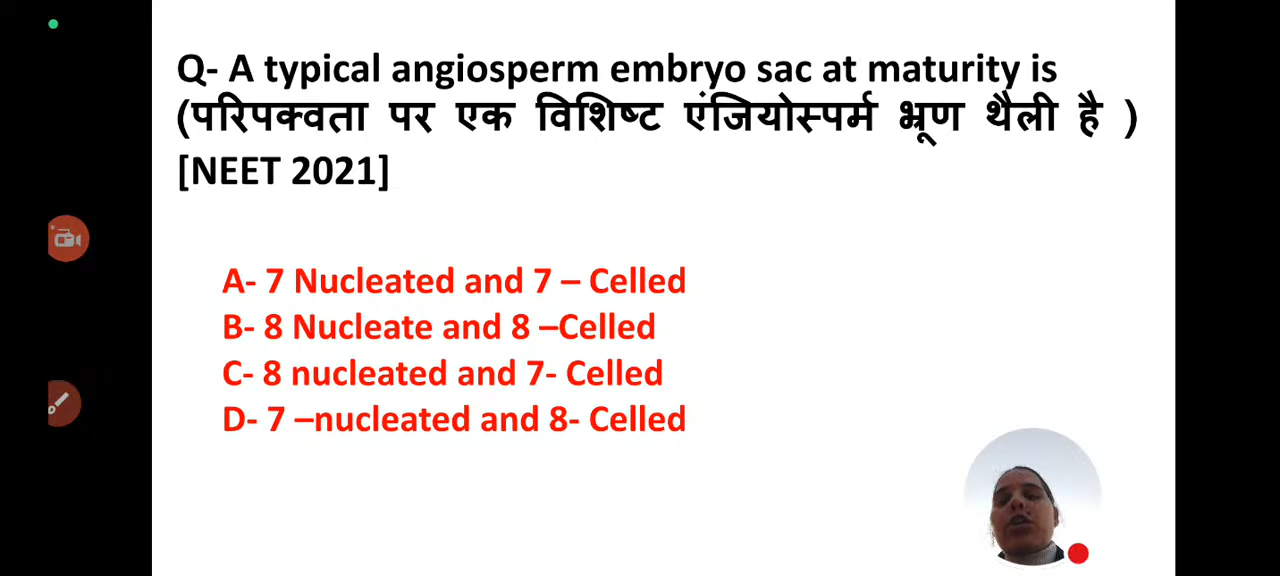 Q- A typical angiosperm embryo sac at maturity is
(परिपक्वता पर एक विशिष्ट एंजियोस्पर्म भ्रूण थैली है )
[NEET 2021]
A- 7 Nucleated and 7 – Celled
B- 8 Nucleate and 8 –Celled
C- 8 nucleated and 7- Celled
D- 7 –nucleated and 8- Celled